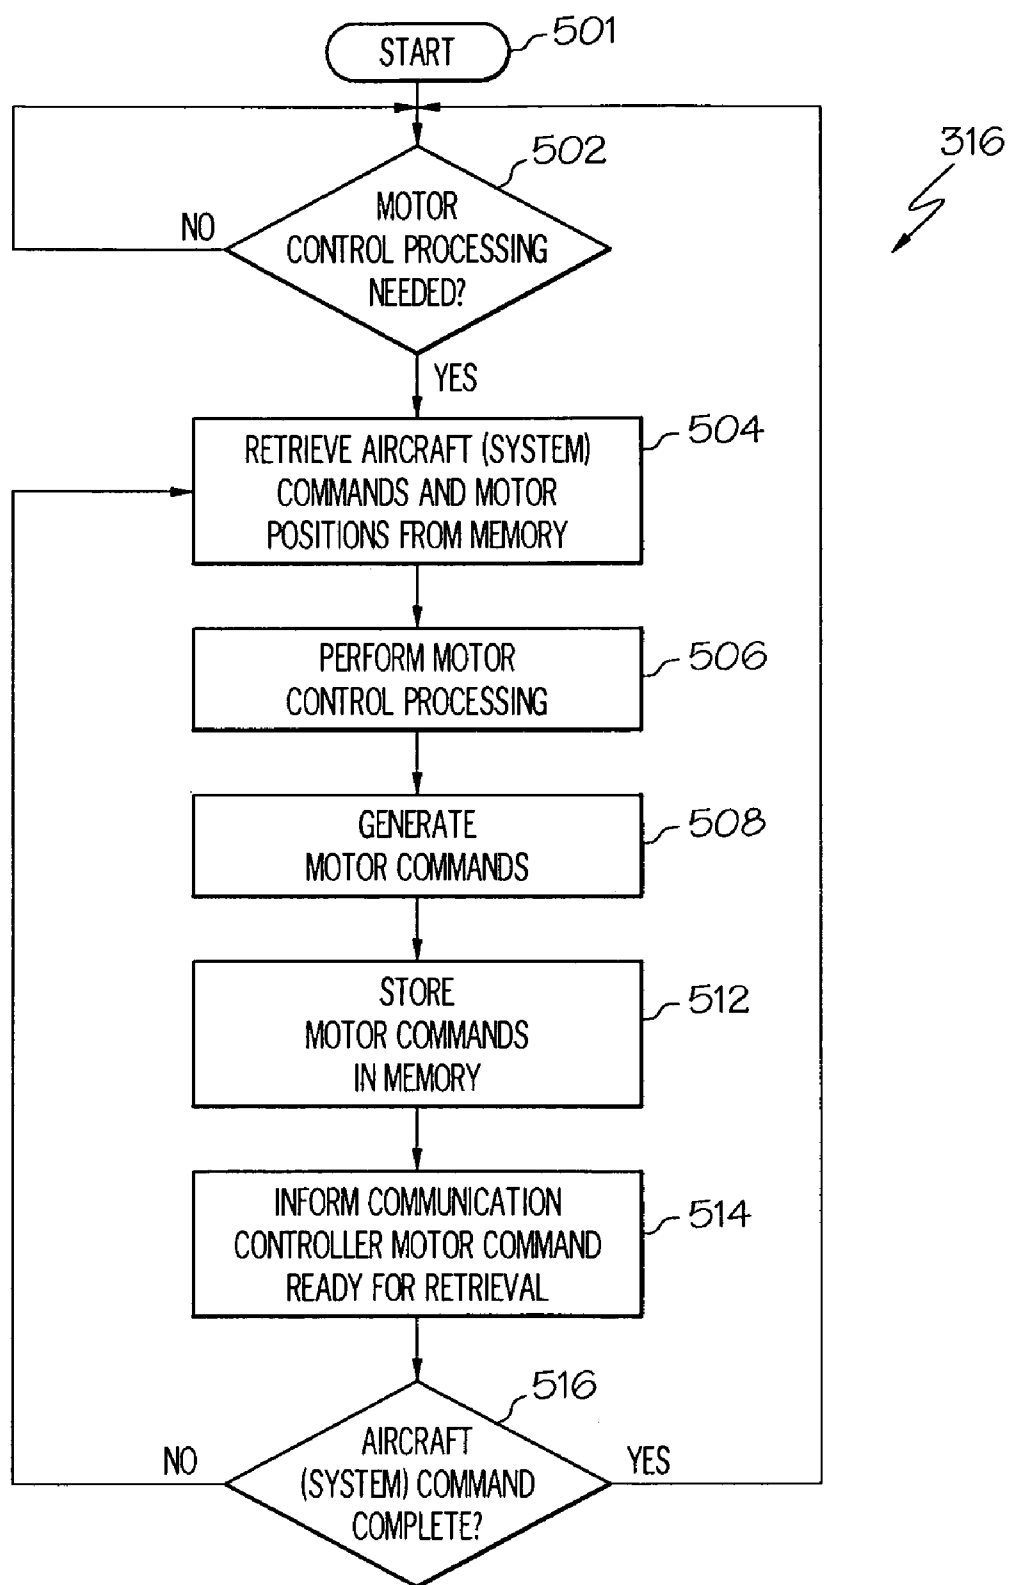 START
501
316
502
MOTOR
CONTROL PROCESSING
NEEDED?
NO
YES
504
RETRIEVE AIRCRAFT (SYSTEM)
COMMANDS AND MOTOR
POSITIONS FROM MEMORY
506
PERFORM MOTOR
CONTROL PROCESSING
508
GENERATE
MOTOR COMMANDS
512
STORE
MOTOR COMMANDS
IN MEMORY
514
INFORM COMMUNICATION
CONTROLLER MOTOR COMMAND
READY FOR RETRIEVAL
516
AIRCRAFT
(SYSTEM) COMMAND
COMPLETE?
NO
YES